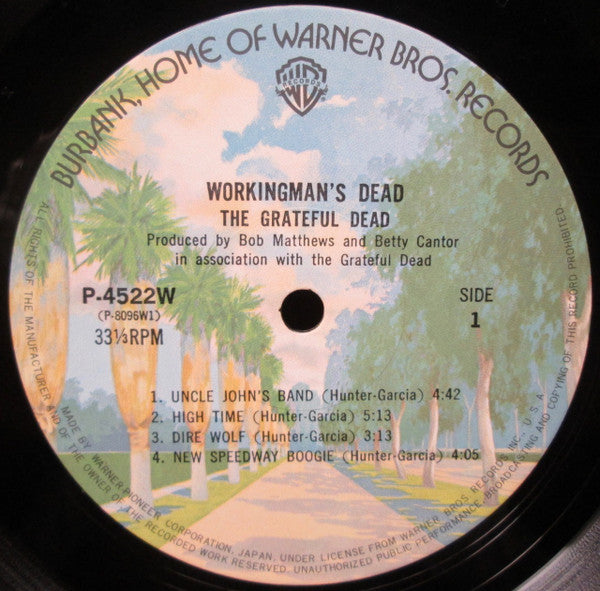 BURBANK, HOME OF WARNER BROS. RECORDS
WB
RECORDS
WORKINGMAN'S DEAD
THE GRATEFUL DEAD
Produced by Bob Matthews and Betty Cantor
in association with the Grateful Dead
P-4522W
(P-8096W1)
33⅓RPM
SIDE
1
1. UNCLE JOHN'S BAND (Hunter-Garcia) 4:42
2. HIGH TIME (Hunter-Garcia) 5:13
3. DIRE WOLF (Hunter-Garcia) 3:13
4. NEW SPEEDWAY BOOGIE (Hunter-Garcia) 4:05
MADE BY WARNER-PIONEER CORPORATION, JAPAN, UNDER LICENSE FROM WARNER BROS RECORDS INC, U.S.A.
ALL RIGHTS OF THE MANUFACTURER AND OF THE OWNER OF THE RECORDED WORK RESERVED. UNAUTHORIZED PUBLIC PERFORMANCE, BROADCASTING AND COPYING OF THIS RECORD PROHIBITED.